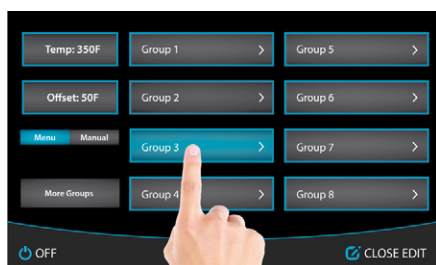 Temp: 350F
Group 1
Group 5
Offset: 50F
Group 2
Group 6
Menu
Manual
Group 3
Group 7
More Groups
Group 4
Group 8
OFF
CLOSE EDIT